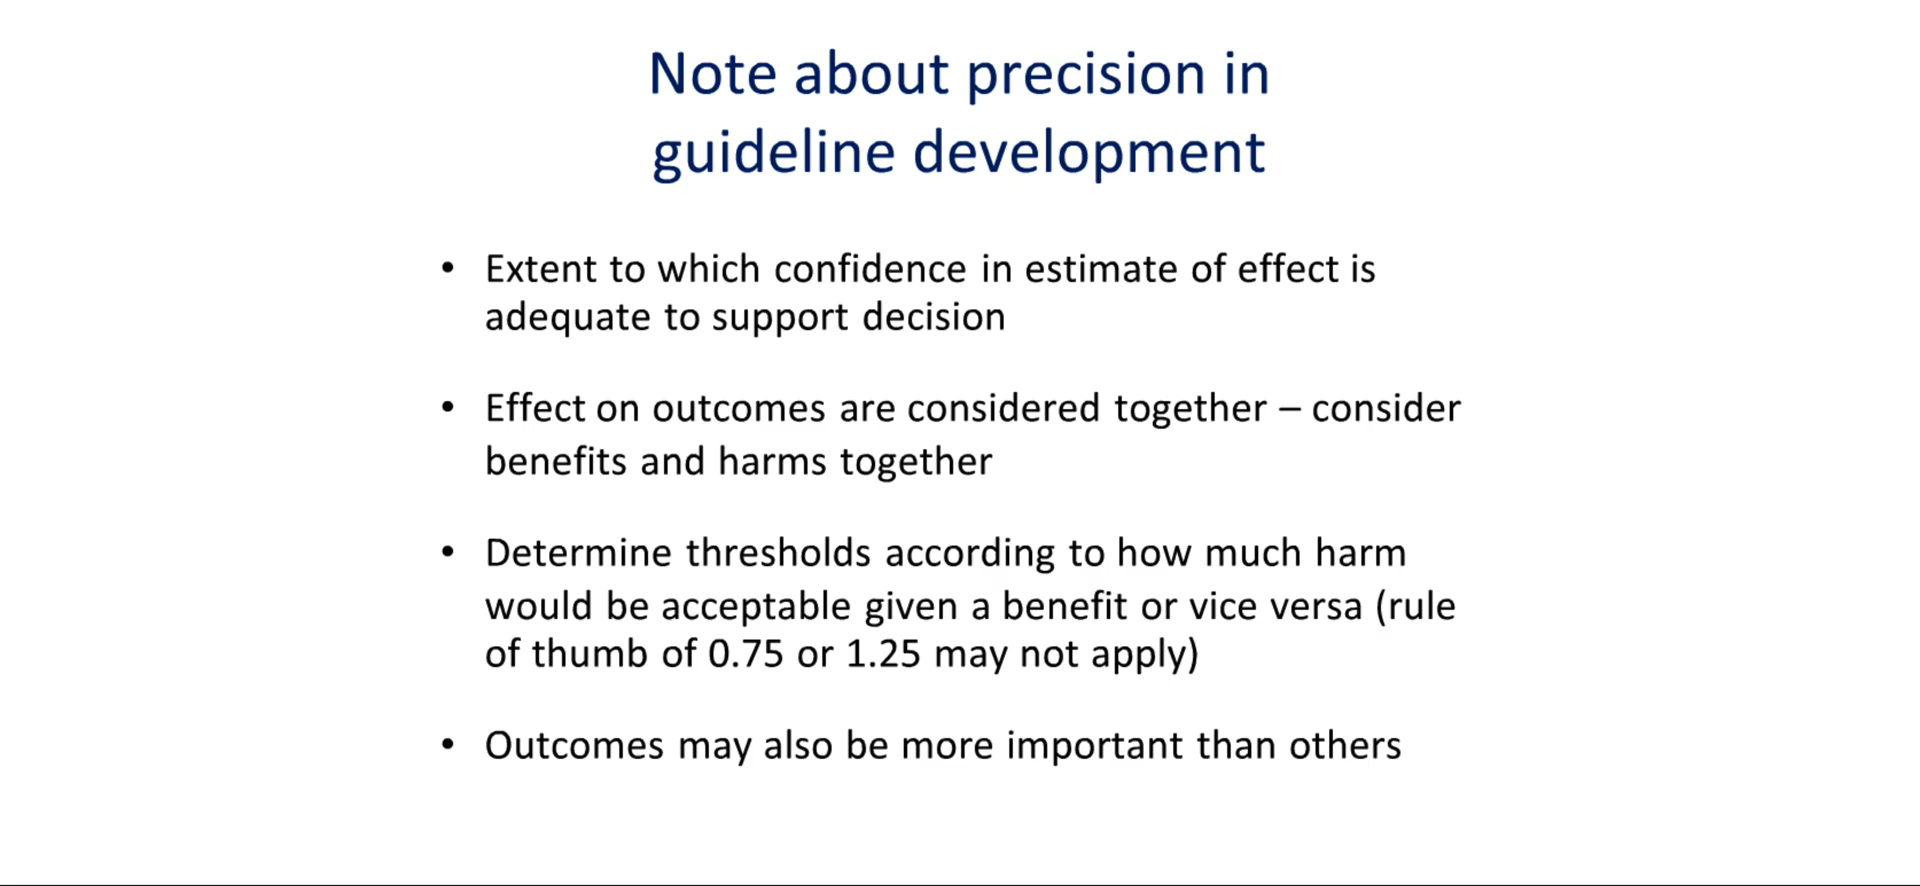 Note about precision in
guideline development
• Extent to which confidence in estimate of effect is
adequate to support decision
• Effect on outcomes are considered together – consider
benefits and harms together
• Determine thresholds according to how much harm
would be acceptable given a benefit or vice versa (rule
of thumb of 0.75 or 1.25 may not apply)
• Outcomes may also be more important than others